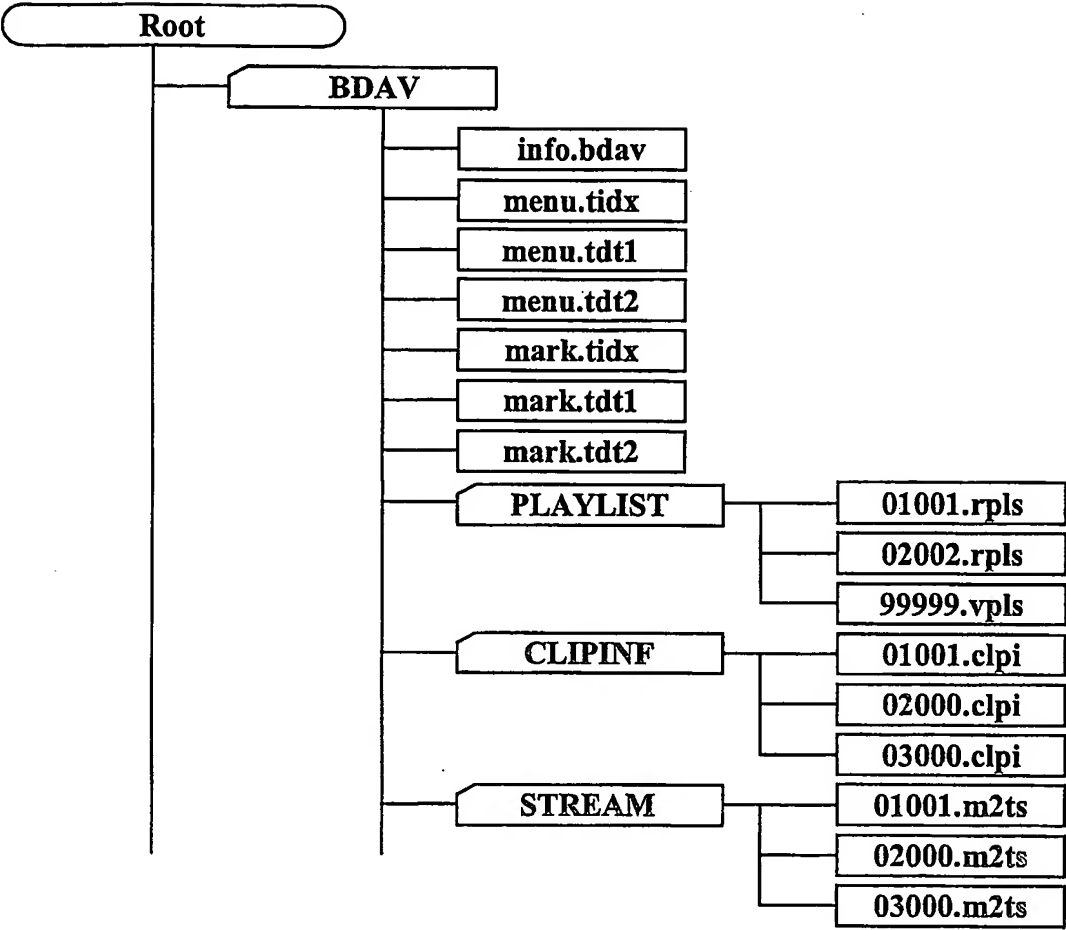 Root
BDAV
info.bdav
menu.tidx
menu.tdt1
menu.tdt2
mark.tidx
mark.tdt1
mark.tdt2
PLAYLIST
01001.rpls
02002.rpls
99999.vpls
CLIPINF
01001.clpi
02000.clpi
03000.clpi
STREAM
01001.m2ts
02000.m2ts
03000.m2ts